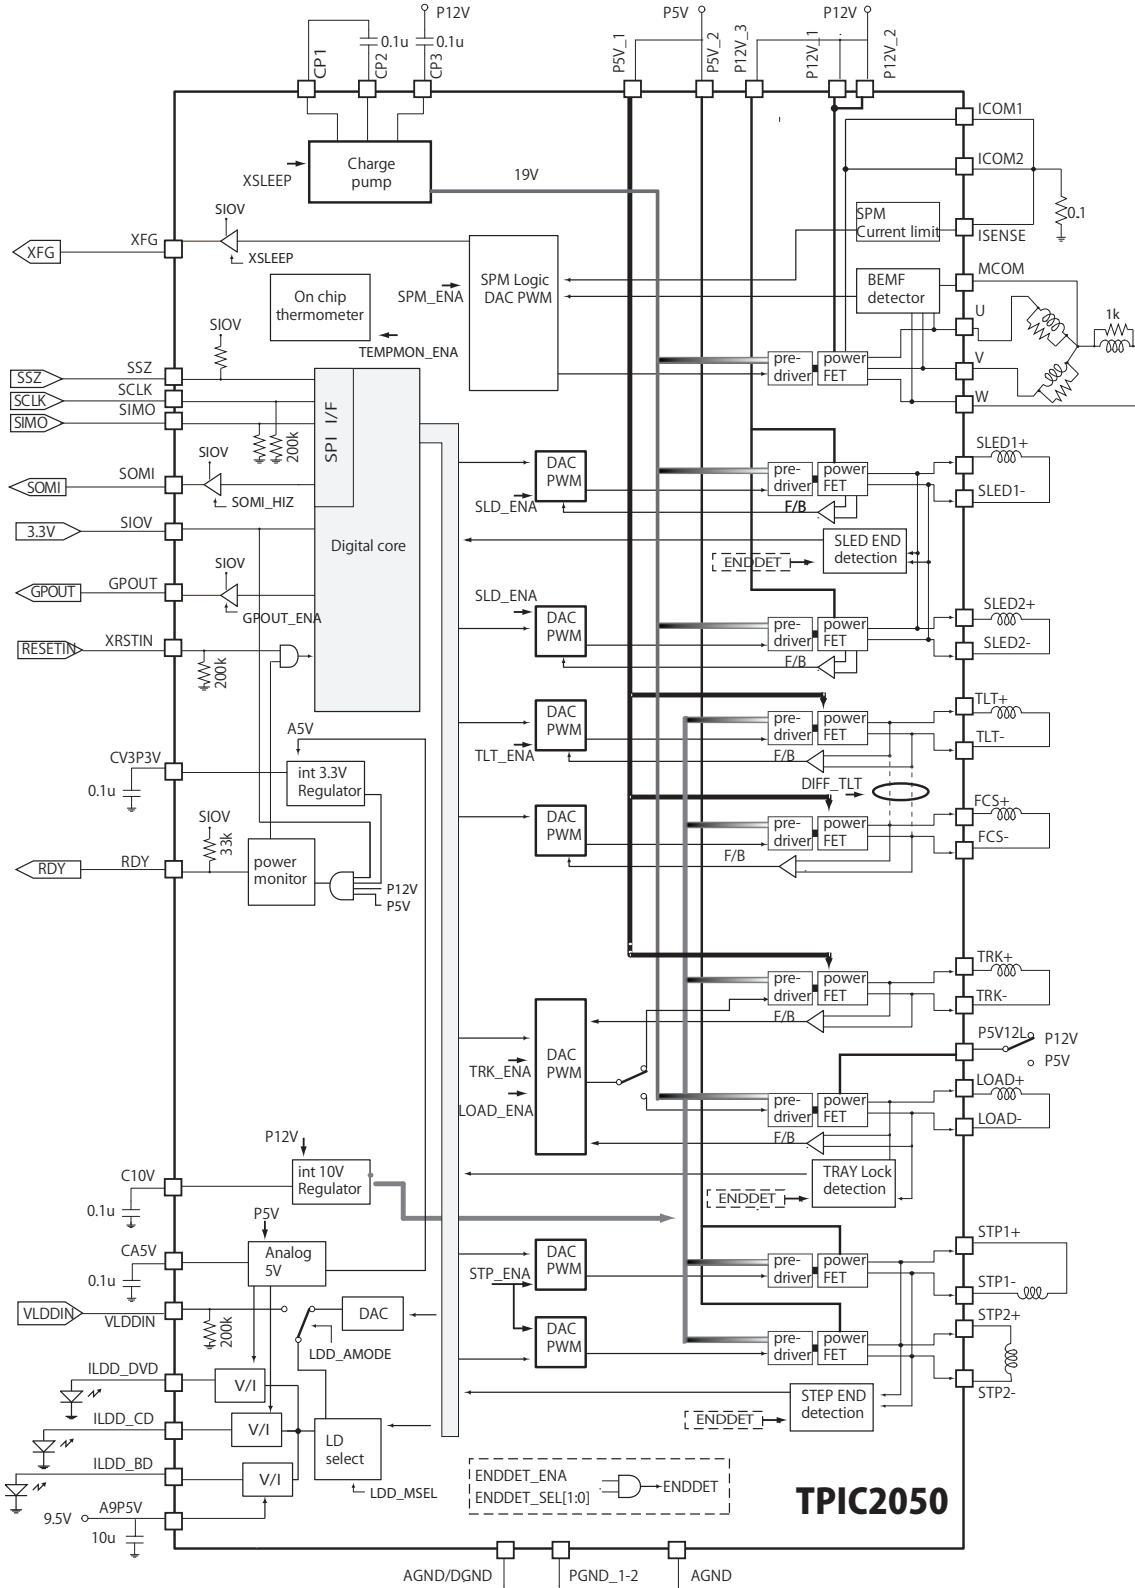 P12V
P5V
P12V
0.1u
0.1u
CP1
CP2
CP3
P5V_1
P5V_2
P12V_3
P12V_1
P12V_2
ICOM1
ICOM2
0.1
ISENSE
Charge
pump
XSLEEP
19V
SIOV
XFG
XFG
XSLEEP
SPM
Current limit
SPM Logic
DAC PWM
SPM_ENA
On chip
thermometer
TEMPMON_ENA
BEMF
detector
MCOM
U
V
W
1k
pre-
driver
power
FET
SIOV
SSZ
SSZ
SCLK
SCLK
SIMO
SIMO
200k
SPI I/F
Digital core
SIOV
SOMI
SOMI
SOMI_HIZ
3.3V
SIOV
SIOV
GPOUT
GPOUT
GPOUT_ENA
RESETIN
XRSTIN
200k
DAC
PWM
SLD_ENA
pre-
driver
power
FET
F/B
SLED1+
SLED1-
SLED END
detection
ENDDET
SLD_ENA
DAC
PWM
pre-
driver
power
FET
F/B
SLED2+
SLED2-
DAC
PWM
TLT_ENA
pre-
driver
power
FET
F/B
TLT+
TLT-
DIFF_TLT
A5V
int 3.3V
Regulator
CV3P3V
0.1u
DAC
PWM
pre-
driver
power
FET
F/B
FCS+
FCS-
SIOV
33k
RDY
RDY
power
monitor
P12V
P5V
pre-
driver
power
FET
F/B
TRK+
TRK-
DAC
PWM
TRK_ENA
LOAD_ENA
P5V12L
P12V
P5V
pre-
driver
power
FET
F/B
LOAD+
LOAD-
TRAY Lock
detection
ENDDET
P12V
int 10V
Regulator
C10V
0.1u
P5V
Analog
5V
CA5V
0.1u
DAC
PWM
STP_ENA
DAC
PWM
pre-
driver
power
FET
STP1+
STP1-
pre-
driver
power
FET
STP2+
STP2-
VLDDIN
VLDDIN
200k
DAC
LDD_AMODE
STEP END
detection
ENDDET
ILDD_DVD
V/I
ILDD_CD
V/I
ILDD_BD
V/I
LD
select
LDD_MSEL
9.5V
A9P5V
10u
ENDDET_ENA
ENDDET_SEL[1:0]
ENDDET
TPIC2050
AGND/DGND
PGND_1-2
AGND